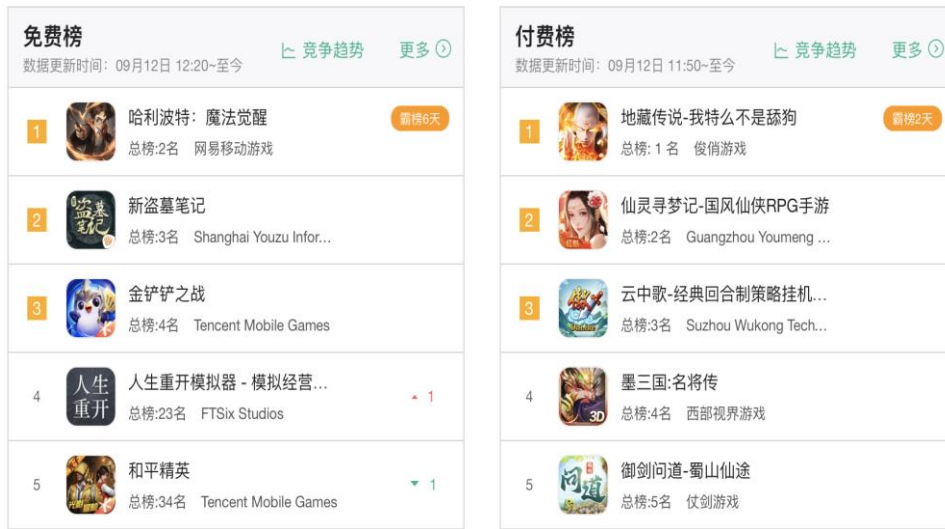 免费榜
竞争趋势 更多
数据更新时间：09月12日 12:20~至今
1
哈利波特：魔法觉醒
霸榜6天
总榜:2名 网易移动游戏
2
新盗墓笔记
总榜:3名 Shanghai Youzu Infor...
3
金铲铲之战
总榜:4名 Tencent Mobile Games
4
人生重开
人生重开模拟器 - 模拟经营...
1
总榜:23名 FTSix Studios
5
和平精英
1
总榜:34名 Tencent Mobile Games
付费榜
竞争趋势 更多
数据更新时间：09月12日 11:50~至今
1
地藏传说-我特么不是舔狗
霸榜2天
总榜: 1 名 俊俏游戏
2
仙灵寻梦记-国风仙侠RPG手游
总榜:2名 Guangzhou Youmeng ...
3
云中歌-经典回合制策略挂机...
总榜:3名 Suzhou Wukong Tech...
4
3D
墨三国:名将传
总榜:4名 西部视界游戏
5
问道
御剑问道-蜀山仙途
总榜:5名 仗剑游戏